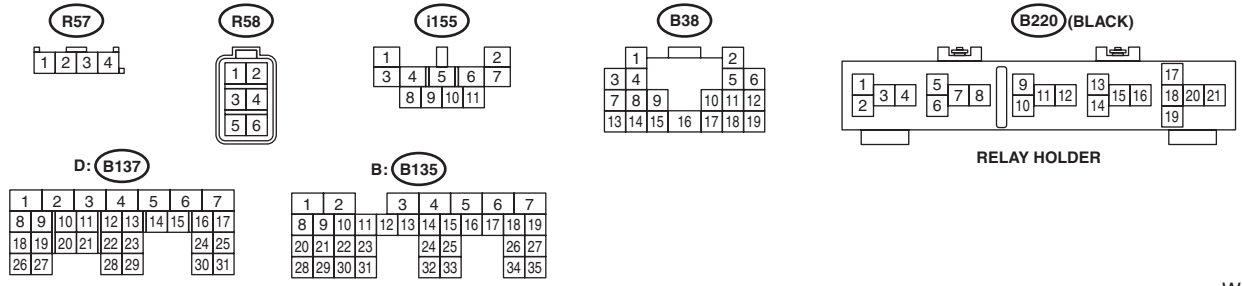 R57
1 2 3 4
R58
1 2
3 4
5 6
i155
1 2
3 4 5 6 7
8 9 10 11
B38
1 2
3 4 5 6
7 8 9 10 11 12
13 14 15 16 17 18 19
B220 (BLACK)
1 2 3 4
5 6 7 8
9 10 11 12
13 14 15 16
17 18 19 20 21
RELAY HOLDER
D: B137
1 2 3 4 5 6 7
8 9 10 11 12 13 14 15 16 17
18 19 20 21 22 23 24 25
26 27 28 29 30 31
B: B135
1 2 3 4 5 6 7
8 9 10 11 12 13 14 15 16 17 18 19
20 21 22 23 24 25 26 27
28 29 30 31 32 33 34 35